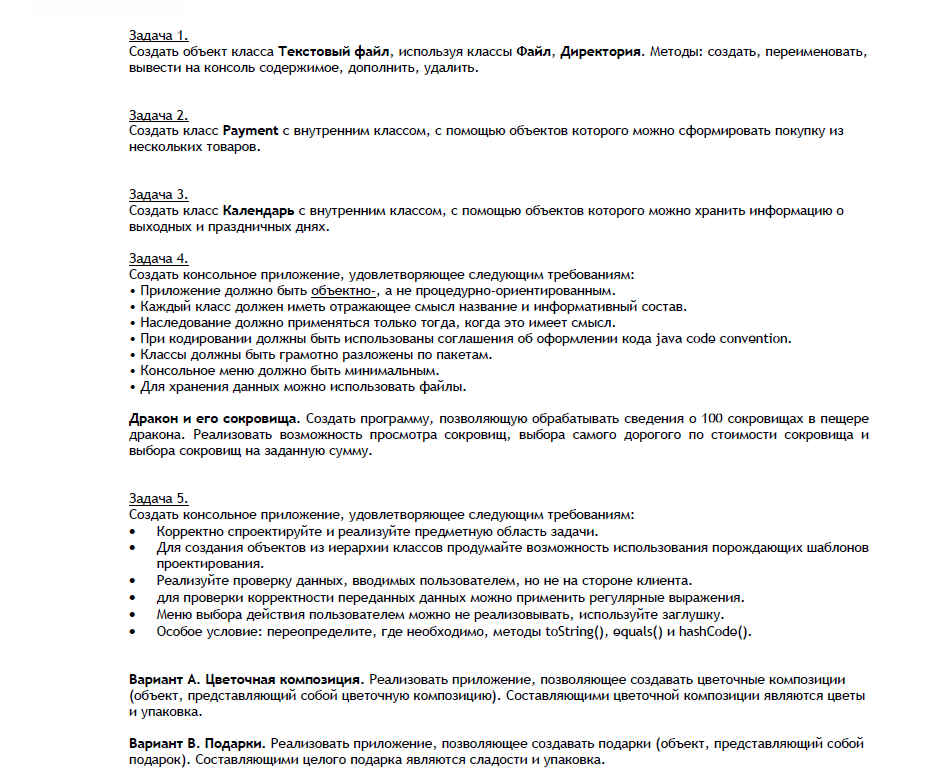 Задача 1.
Создать объект класса Текстовый файл, используя классы Файл, Директория. Методы: создать, переименовать,
вывести на консоль содержимое, дополнить, удалить.
Задача 2.
Создать класс Payment с внутренним классом, с помощью объектов которого можно сформировать покупку из
нескольких товаров.
Задача 3.
Создать класс Календарь с внутренним классом, с помощью объектов которого можно хранить информацию о
выходных и праздничных днях.
Задача 4.
Создать консольное приложение, удовлетворяющее следующим требованиям:
• Приложение должно быть объектно-, а не процедурно-ориентированным.
• Каждый класс должен иметь отражающее смысл название и информативный состав.
• Наследование должно применяться только тогда, когда это имеет смысл.
• При кодировании должны быть использованы соглашения об оформлении кода java code convention.
• Классы должны быть грамотно разложены по пакетам.
• Консольное меню должно быть минимальным.
• Для хранения данных можно использовать файлы.
Дракон и его сокровища. Создать программу, позволяющую обрабатывать сведения о 100 сокровищах в пещере
дракона. Реализовать возможность просмотра сокровищ, выбора самого дорогого по стоимости сокровища и
выбора сокровищ на заданную сумму.
Задача 5.
Создать консольное приложение, удовлетворяющее следующим требованиям:
• Корректно спроектируйте и реализуйте предметную область задачи.
• Для создания объектов из иерархии классов продумайте возможность использования порождающих шаблонов
проектирования.
• Реализуйте проверку данных, вводимых пользователем, но не на стороне клиента.
• для проверки корректности переданных данных можно применить регулярные выражения.
• Меню выбора действия пользователем можно не реализовывать, используйте заглушку.
• Особое условие: переопределите, где необходимо, методы toString(), equals() и hashCode().
Вариант A. Цветочная композиция. Реализовать приложение, позволяющее создавать цветочные композиции
(объект, представляющий собой цветочную композицию). Составляющими цветочной композиции являются цветы
и упаковка.
Вариант B. Подарки. Реализовать приложение, позволяющее создавать подарки (объект, представляющий собой
подарок). Составляющими целого подарка являются сладости и упаковка.